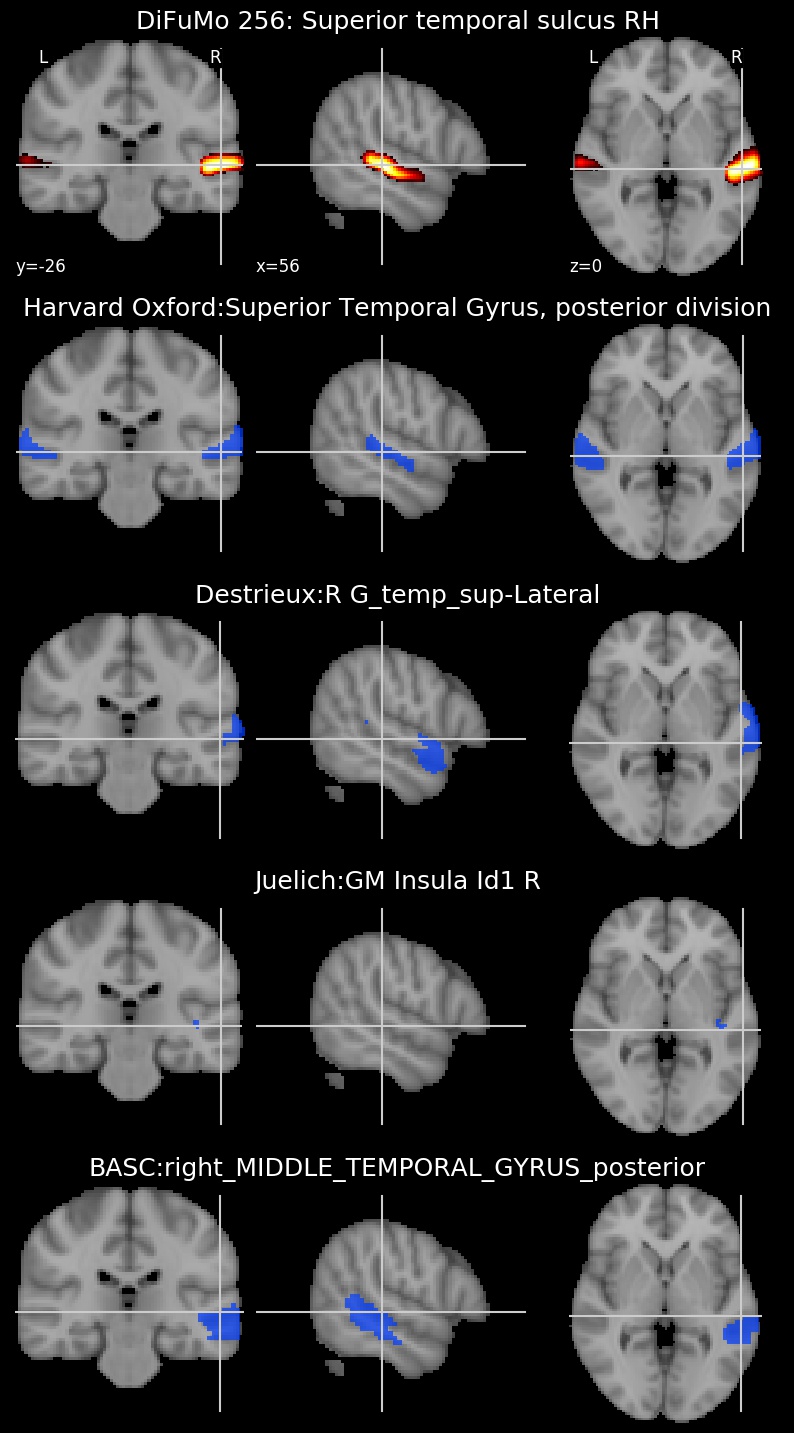 DiFuMo 256: Superior temporal sulcus RH
L R L R
y=-26 x=56 z=0
Harvard Oxford:Superior Temporal Gyrus, posterior division
Destrieux:R G_temp_sup-Lateral
Juelich:GM Insula Id1 R
BASC:right_MIDDLE_TEMPORAL_GYRUS_posterior